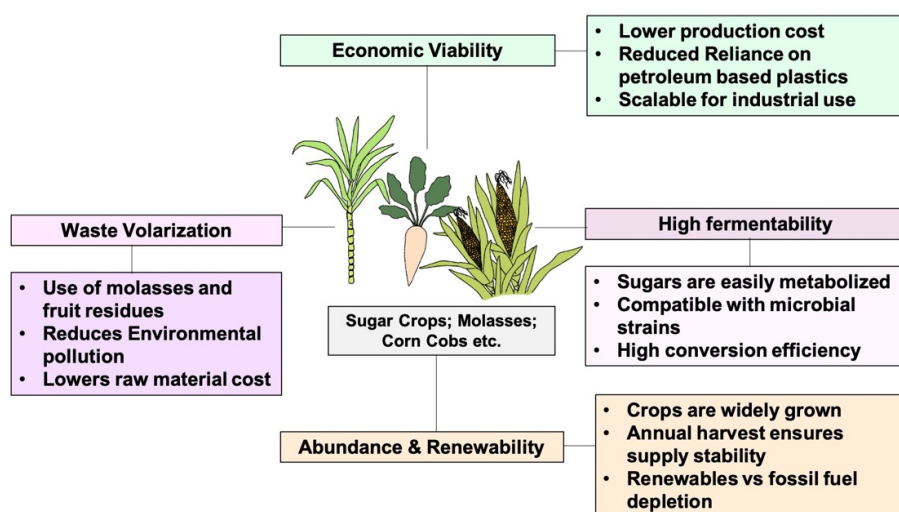 Economic Viability
• Lower production cost
• Reduced Reliance on
petroleum based plastics
• Scalable for industrial use
Waste Volarization
• Use of molasses and
fruit residues
• Reduces Environmental
pollution
• Lowers raw material cost
High fermentability
• Sugars are easily metabolized
• Compatible with microbial
strains
• High conversion efficiency
Sugar Crops; Molasses;
Corn Cobs etc.
Abundance & Renewability
• Crops are widely grown
• Annual harvest ensures
supply stability
• Renewables vs fossil fuel
depletion